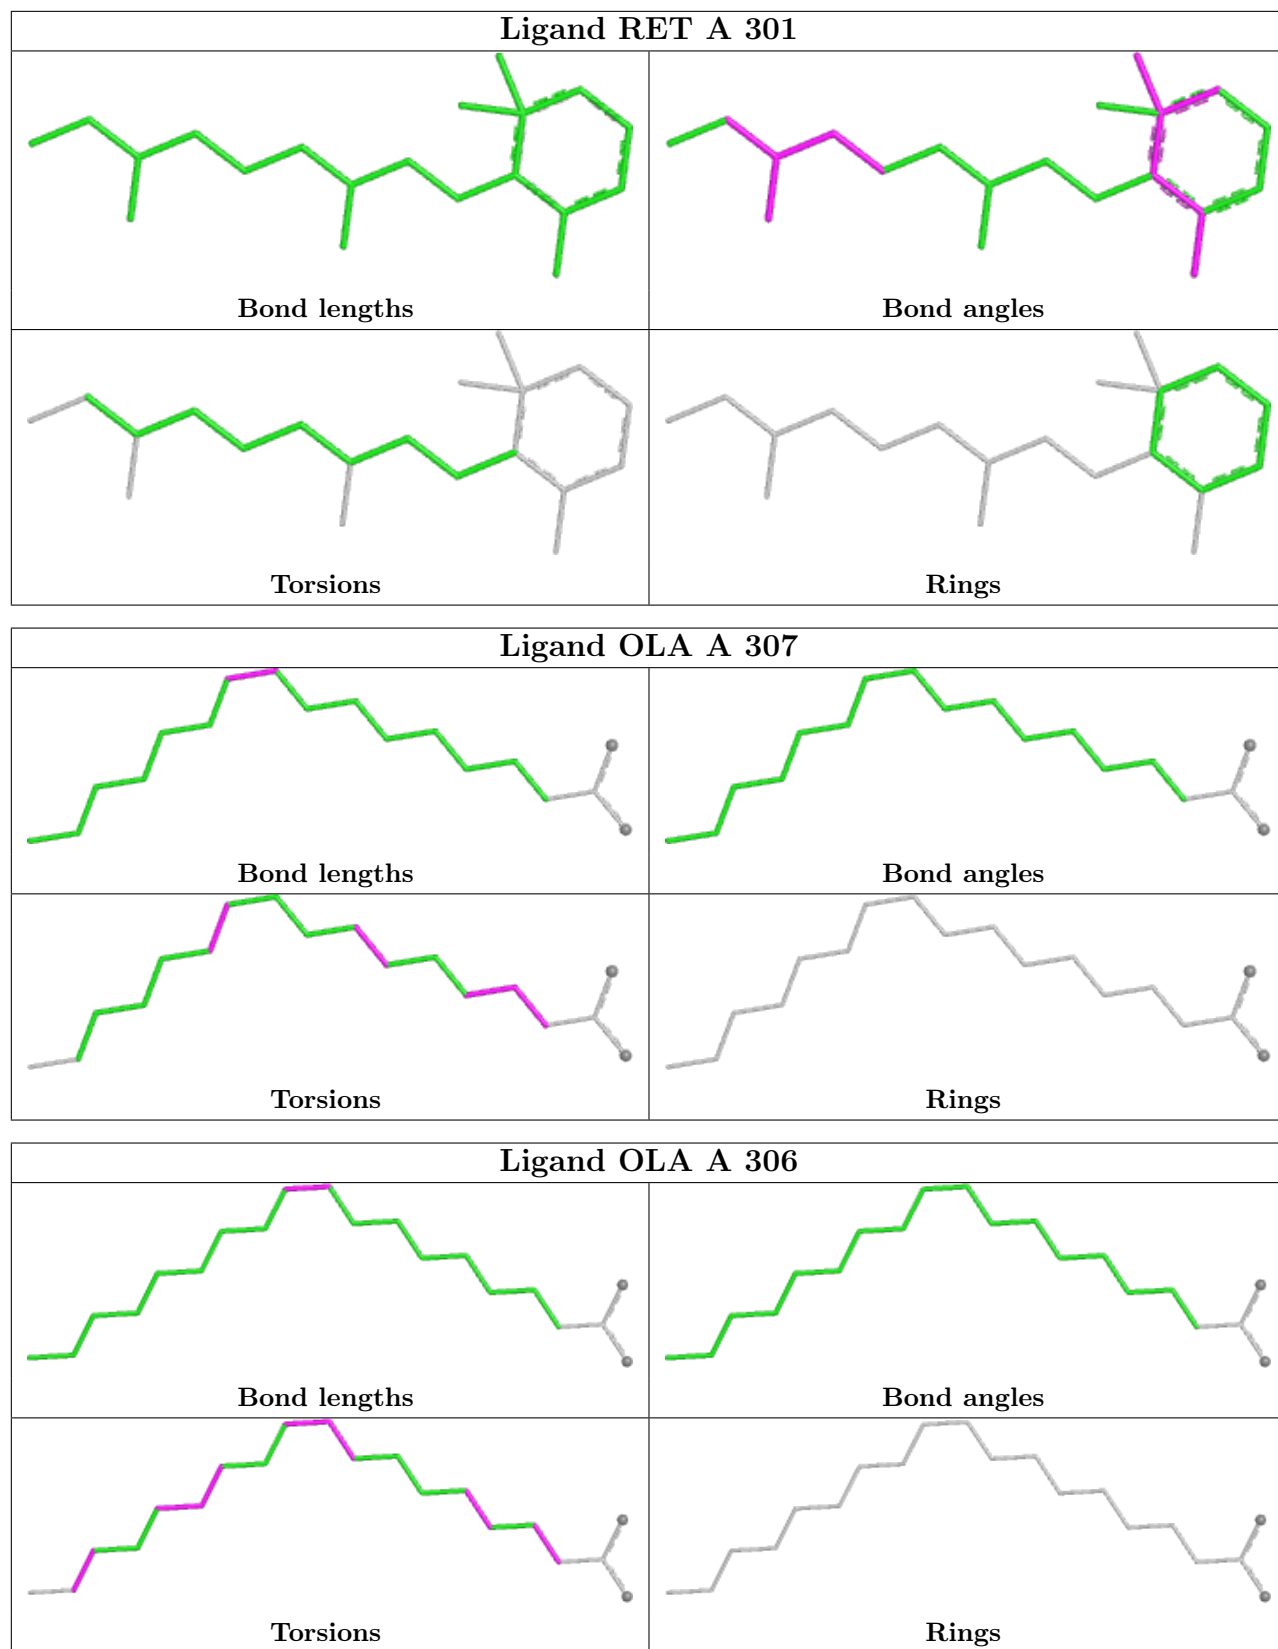 Ligand RET A 301
Bond lengths
Bond angles
Torsions
Rings
Ligand OLA A 307
Bond lengths
Bond angles
Torsions
Rings
Ligand OLA A 306
Bond lengths
Bond angles
Torsions
Rings